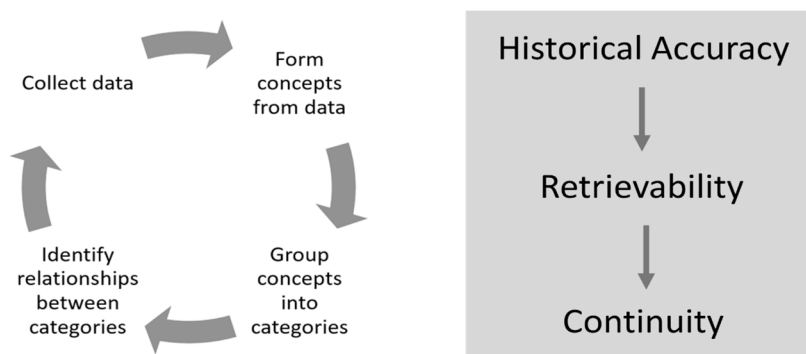 Collect data
Form
concepts
from data
Group
concepts
into
categories
Identify
relationships
between
categories
Historical Accuracy
Retrievability
Continuity